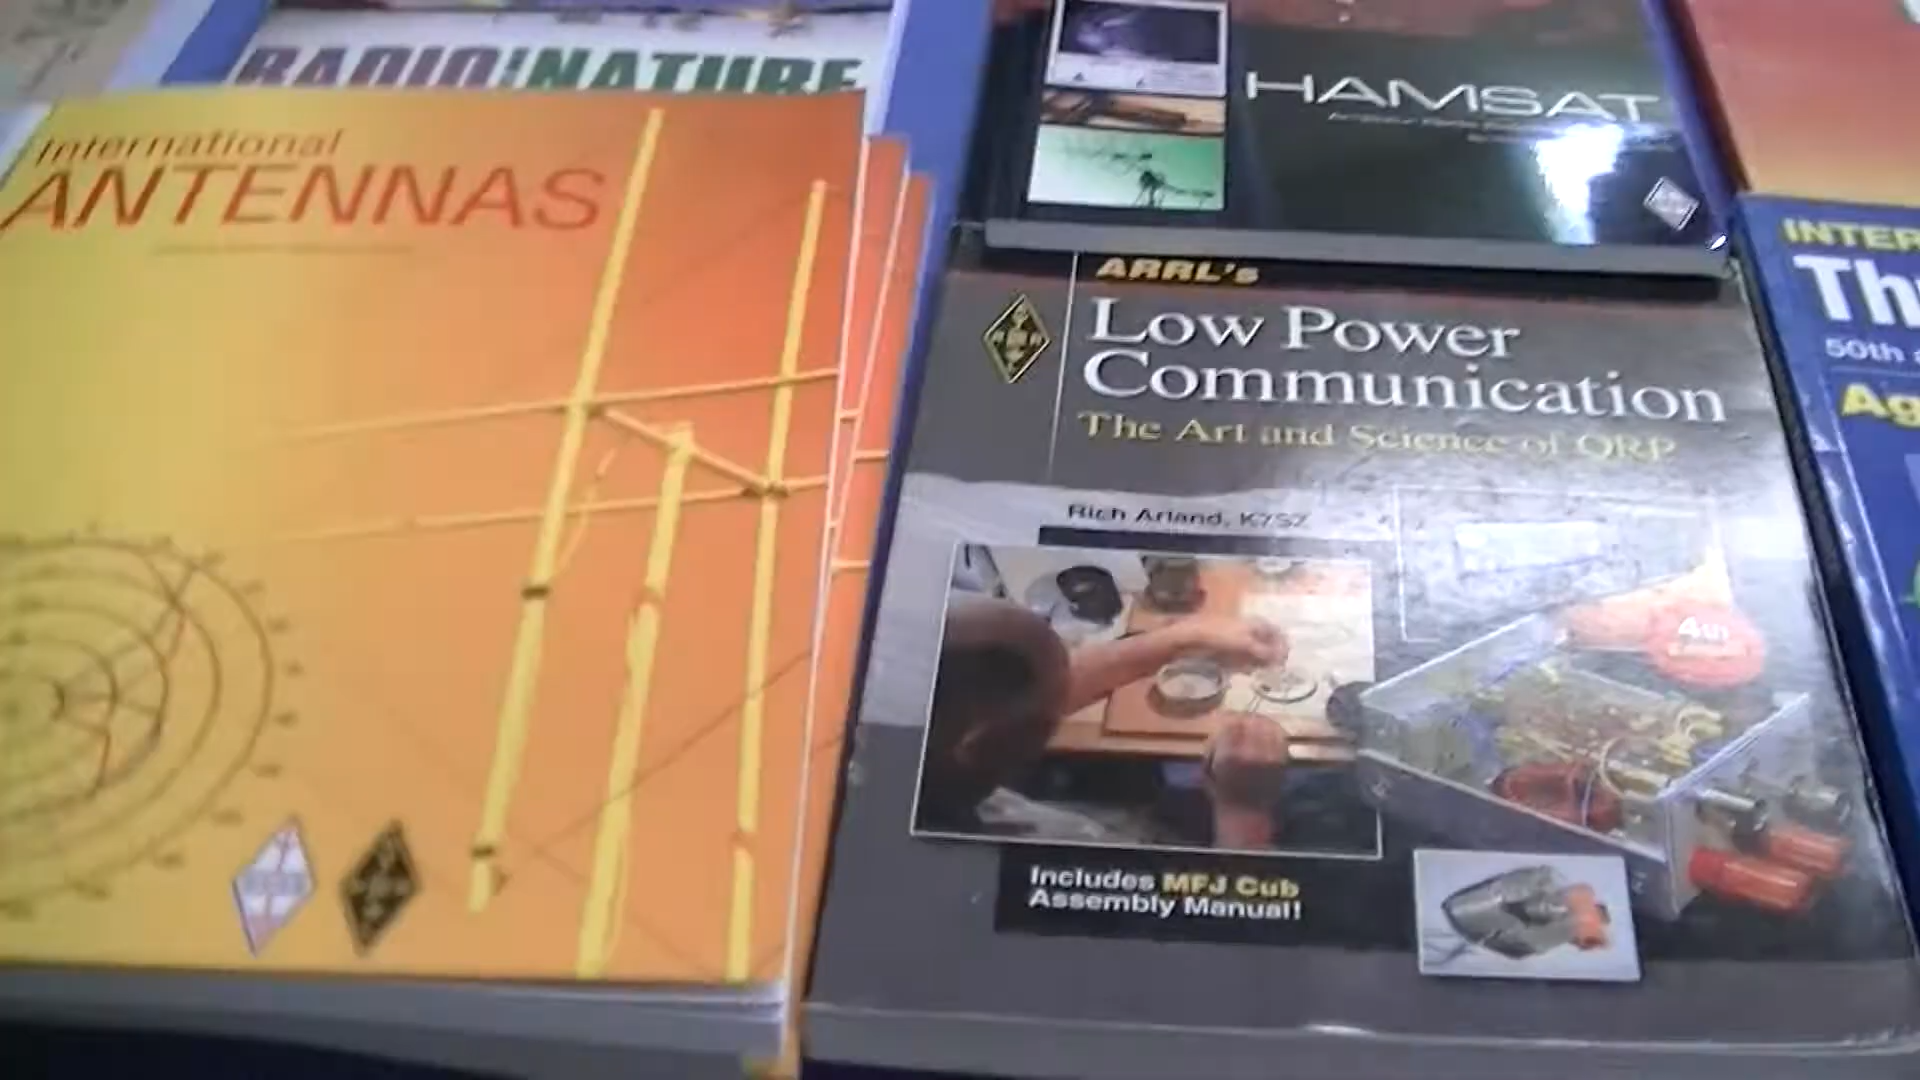 RADIO!NATURE
International
ANTENNAS
HAMSAT
ARRL's
Low Power
Communication
The Art and Science of QRP
Rich Arland, K7SZ
4th
Includes MFJ Cub
Assembly Manual!
INTER
Th
50th
Ag